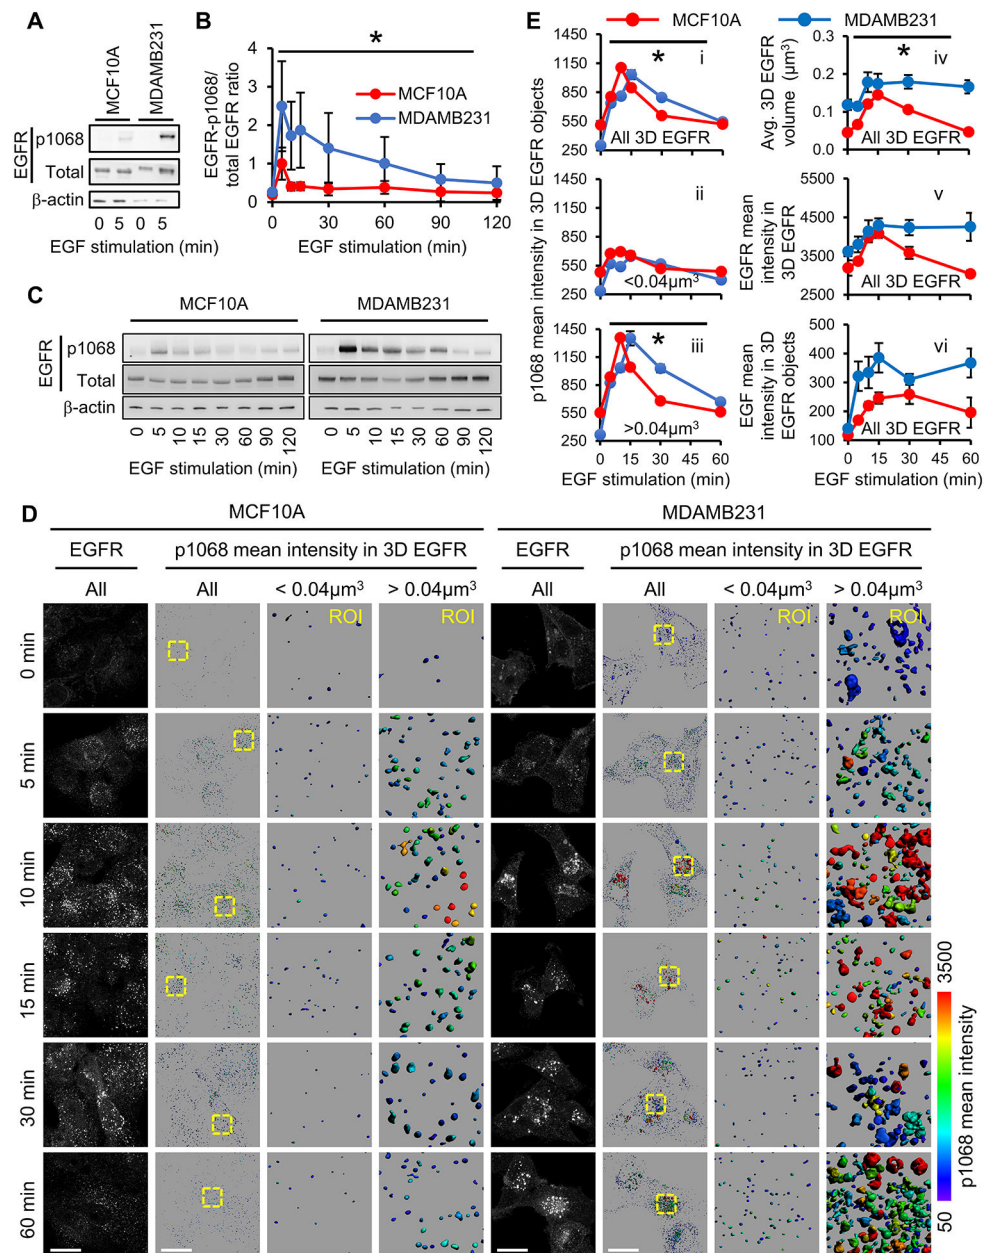 A
MCF10A
MDAMB231
EGFR
p1068
Total
β-actin
0 5 0 5
EGF stimulation (min)
B
EGFR-p1068/
total EGFR ratio
4
3
2
1
0
*
MCF10A
MDAMB231
0 30 60 90 120
EGF stimulation (min)
C
MCF10A
MDAMB231
EGFR
p1068
Total
β-actin
0 5 10 15 30 60 90 120
0 5 10 15 30 60 90 120
EGF stimulation (min)
EGF stimulation (min)
E
MCF10A
MDAMB231
p1068 mean intensity in 3D EGFR objects
1450
1150
850
550
250
*
i
All 3D EGFR
1450
1150
850
550
250
ii
<0.04µm³
1450
1150
850
550
250
*
iii
>0.04µm³
0 15 30 45 60
EGF stimulation (min)
Avg. 3D EGFR
volume (µm³)
0.3
0.2
0.1
0.0
*
iv
All 3D EGFR
EGFR mean
intensity in
3D EGFR
5500
4500
3500
2500
v
All 3D EGFR
EGF mean
intensity in 3D
EGFR objects
500
400
300
200
100
vi
All 3D EGFR
0 15 30 45 60
EGF stimulation (min)
D
MCF10A
MDAMB231
EGFR
p1068 mean intensity in 3D EGFR
EGFR
p1068 mean intensity in 3D EGFR
All
All
< 0.04µm³
> 0.04µm³
All
All
< 0.04µm³
> 0.04µm³
ROI
ROI
ROI
ROI
0 min
5 min
10 min
15 min
30 min
60 min
3500
p1068 mean intensity
50